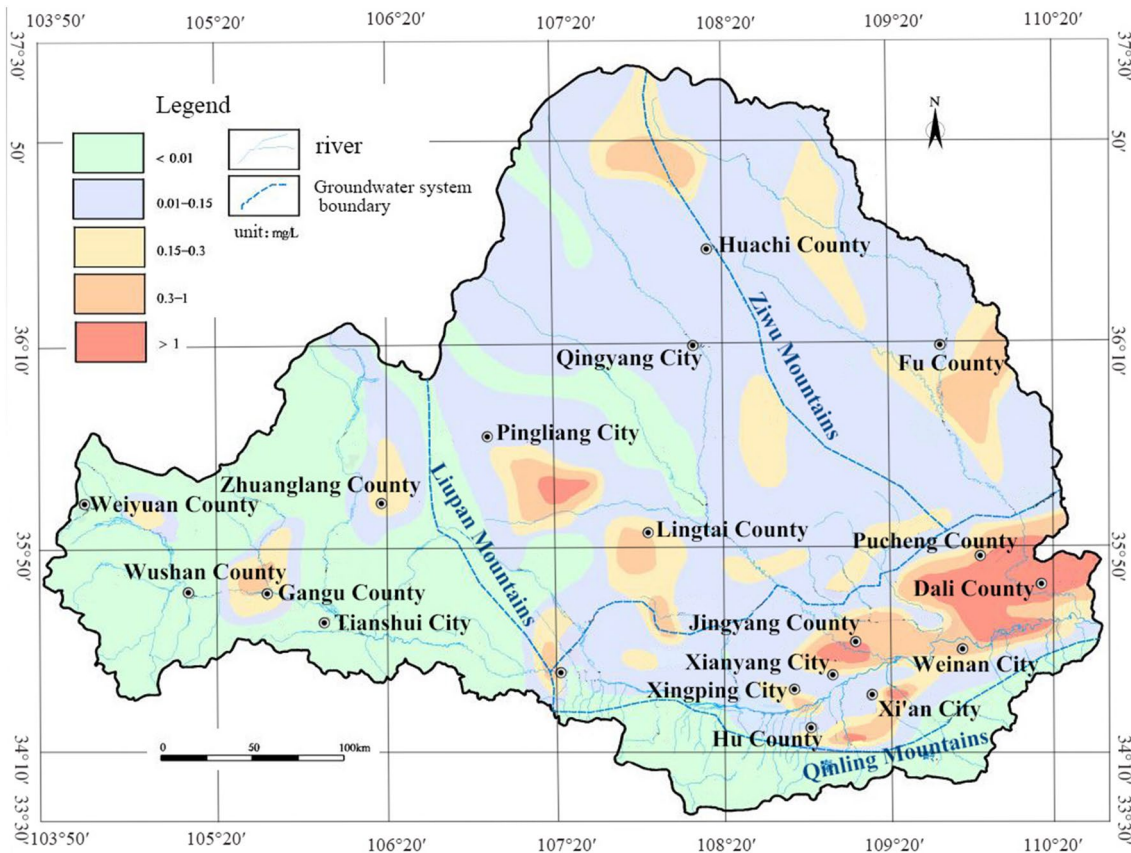 103°50′ 105°20′ 106°20′ 107°20′ 108°20′ 109°20′ 110°20′
37°30′ 37°30′
Legend
< 0.01
0.01–0.15
0.15–0.3
0.3–1
> 1
river
Groundwater system
boundary
unit: mg/L
N
50′ 50′
Huachi County
Ziwu Mountains
36°10′ 36°10′
Qingyang City
Fu County
Pingliang City
Liupan Mountains
Zhuanglang County
Weiyuan County
Lingtai County
Pucheng County
35°50′ 35°50′
Wushan County
Gangu County
Dali County
Tianshui City
Jingyang County
Xianyang City
Weinan City
Xingping City
Xi'an City
Hu County
Qinling Mountains
0 50 100km
34°10′ 34°10′
33°30′ 33°30′
103°50′ 105°20′ 106°20′ 107°20′ 108°20′ 109°20′ 110°20′